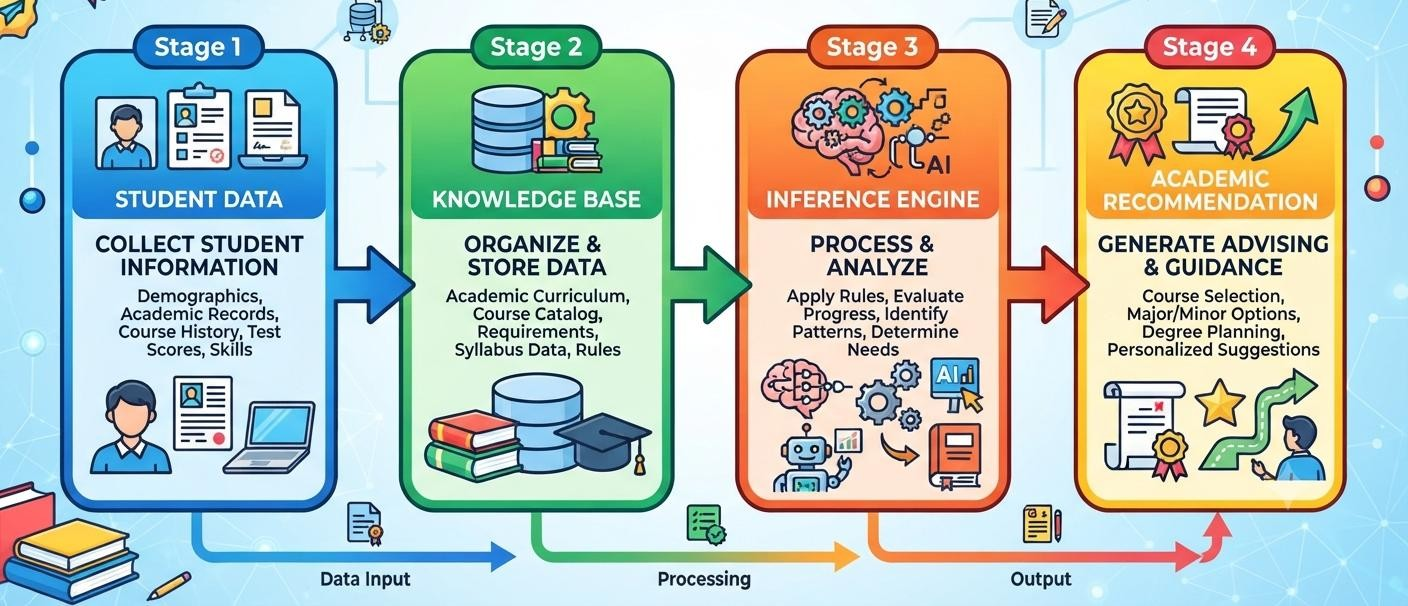 Stage 1
STUDENT DATA
COLLECT STUDENT
INFORMATION
Demographics,
Academic Records,
Course History, Test
Scores, Skills
Stage 2
KNOWLEDGE BASE
ORGANIZE &
STORE DATA
Academic Curriculum,
Course Catalog,
Requirements,
Syllabus Data, Rules
Stage 3
AI
INFERENCE ENGINE
PROCESS &
ANALYZE
Apply Rules, Evaluate
Progress, Identify
Patterns, Determine
Needs
AI
Stage 4
ACADEMIC
RECOMMENDATION
GENERATE ADVISING
& GUIDANCE
Course Selection,
Major/Minor Options,
Degree Planning,
Personalized Suggestions
Data Input
Processing
Output